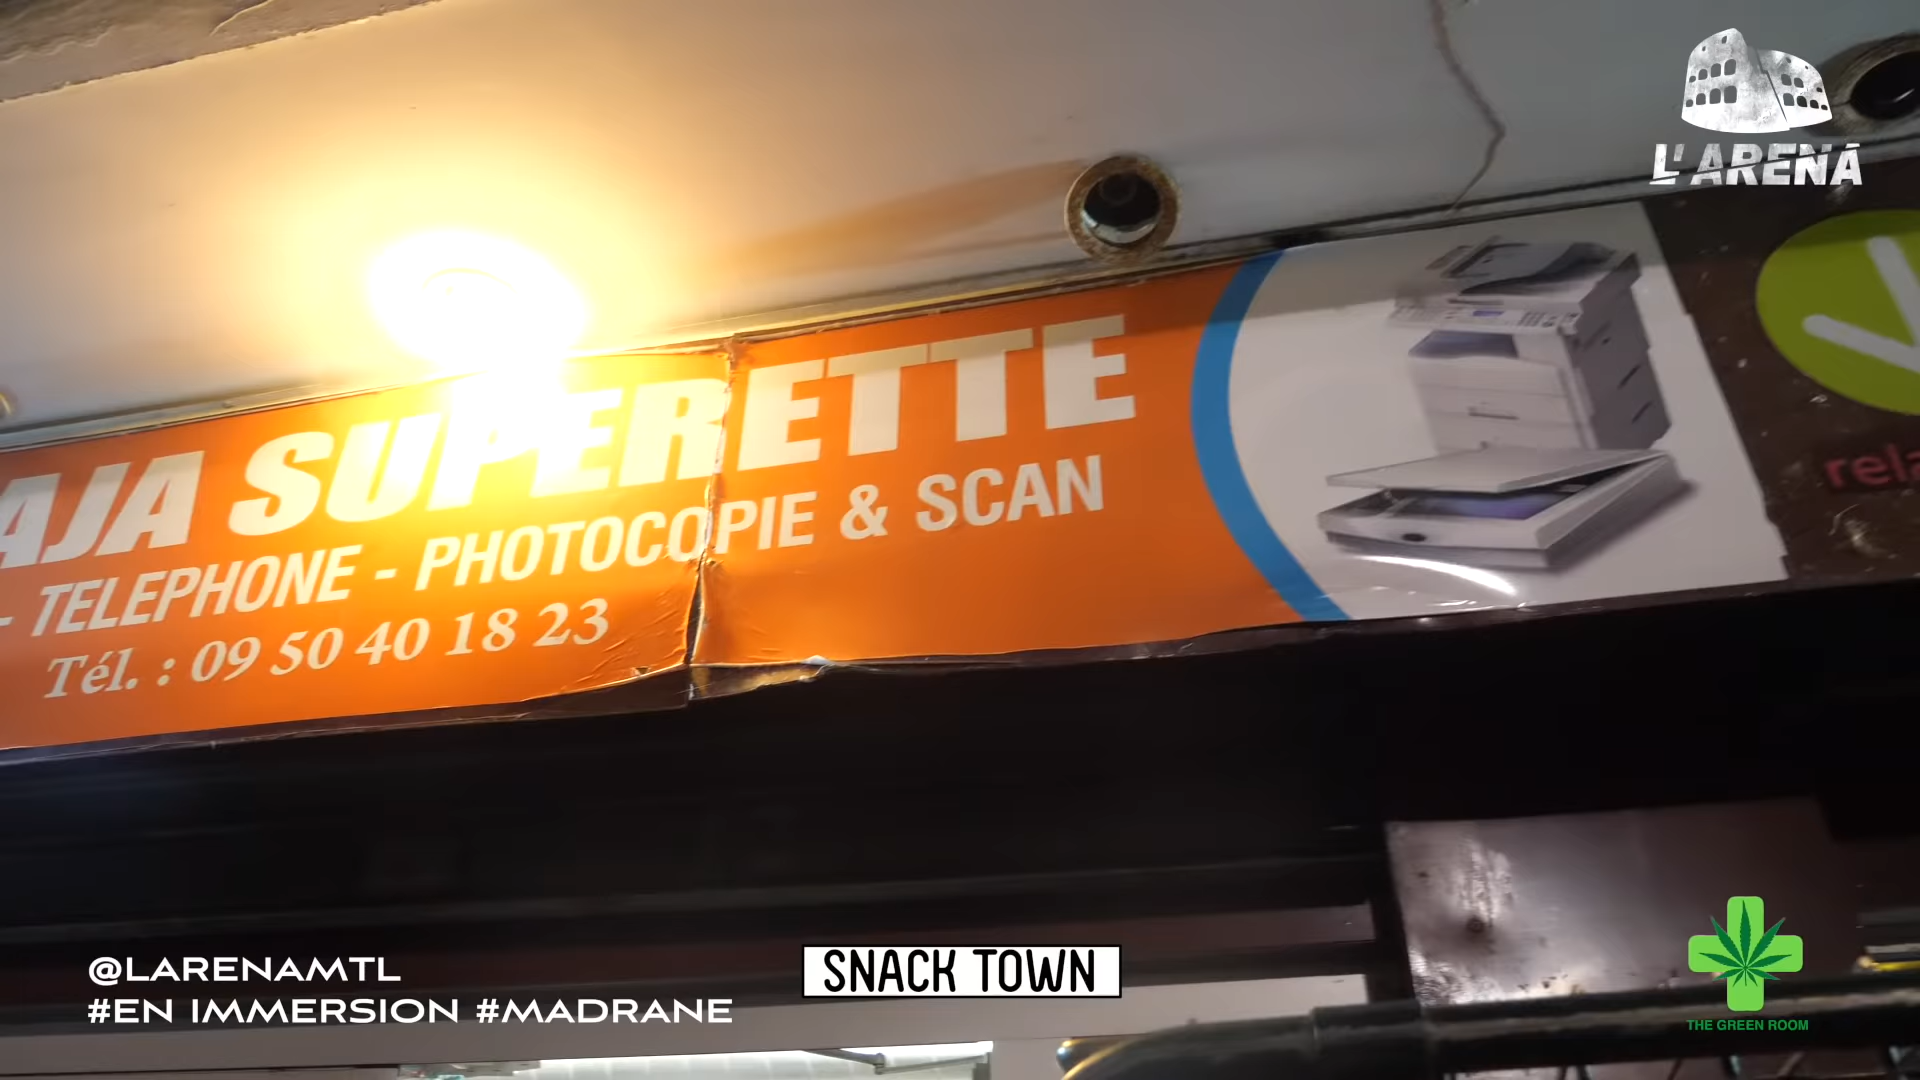 L'ARENA
AJA SUPERETTE
- TELEPHONE - PHOTOCOPIE & SCAN
Tél. : 09 50 40 18 23
rela
@LARENAMTL
#EN IMMERSION #MADRANE
SNACK TOWN
THE GREEN ROOM